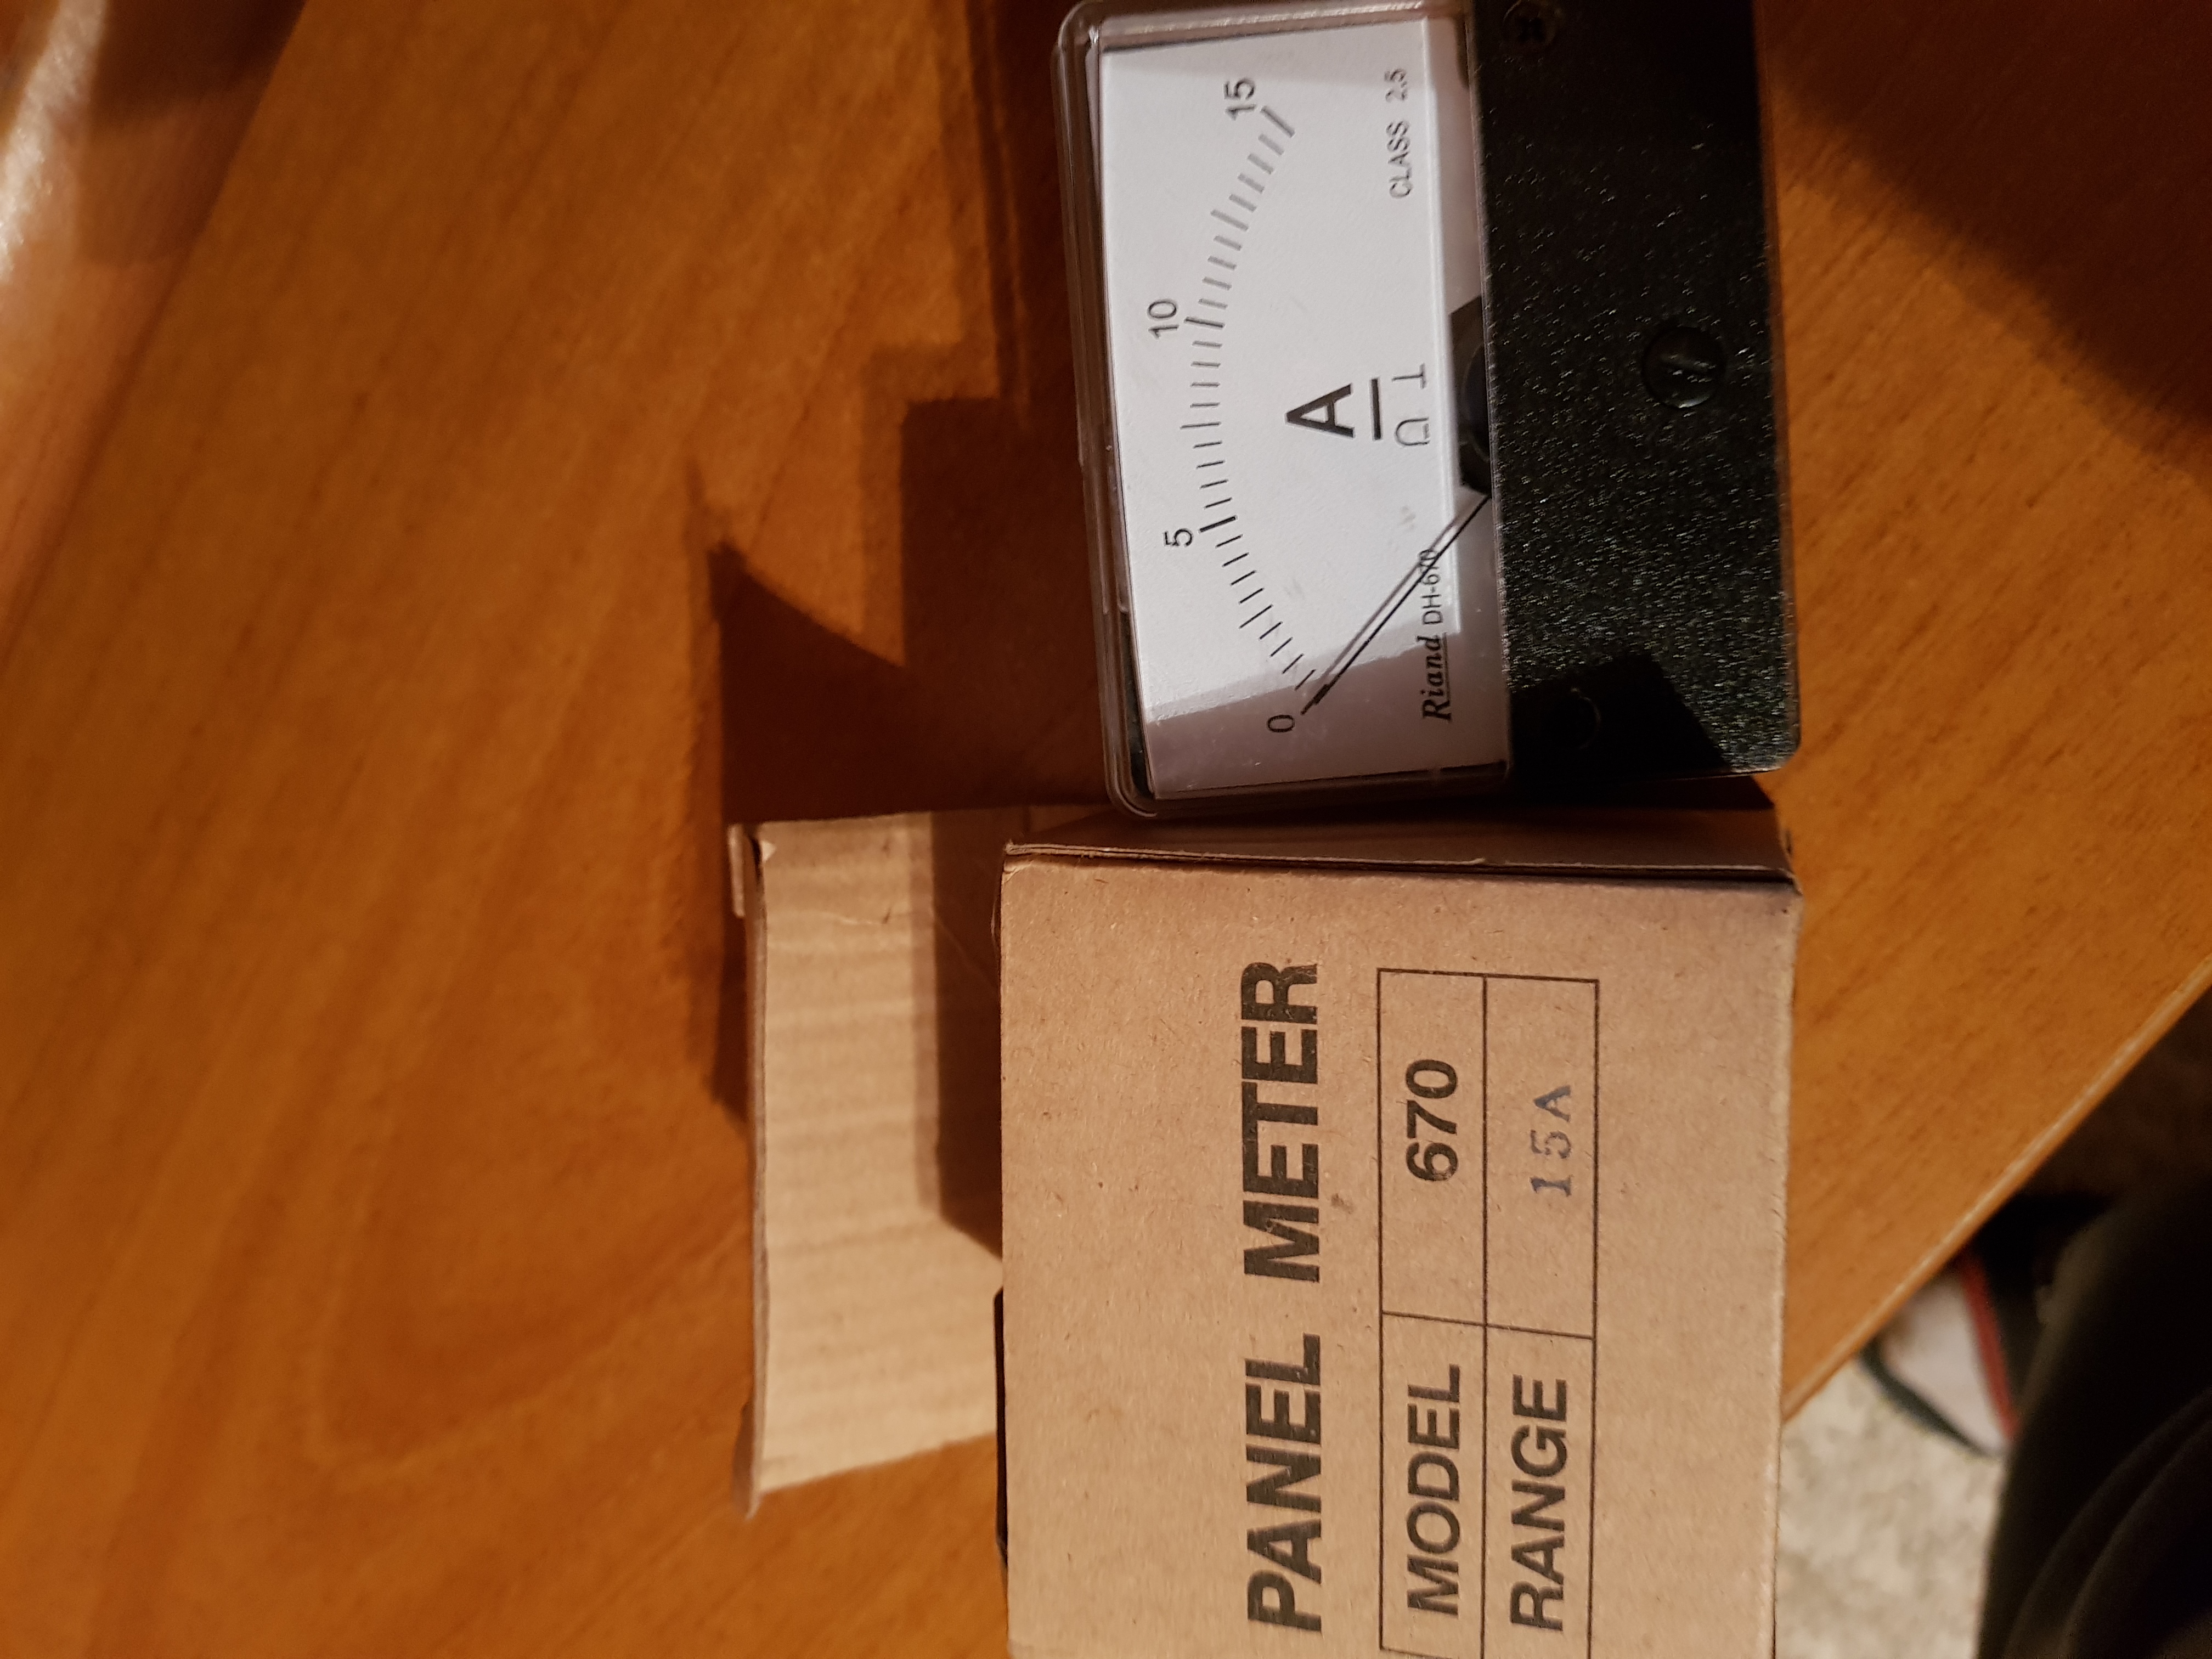 PANEL METER
MODEL 670
RANGE 15A
0 5 10 15
A
Riand DH-670
CLASS 2.5